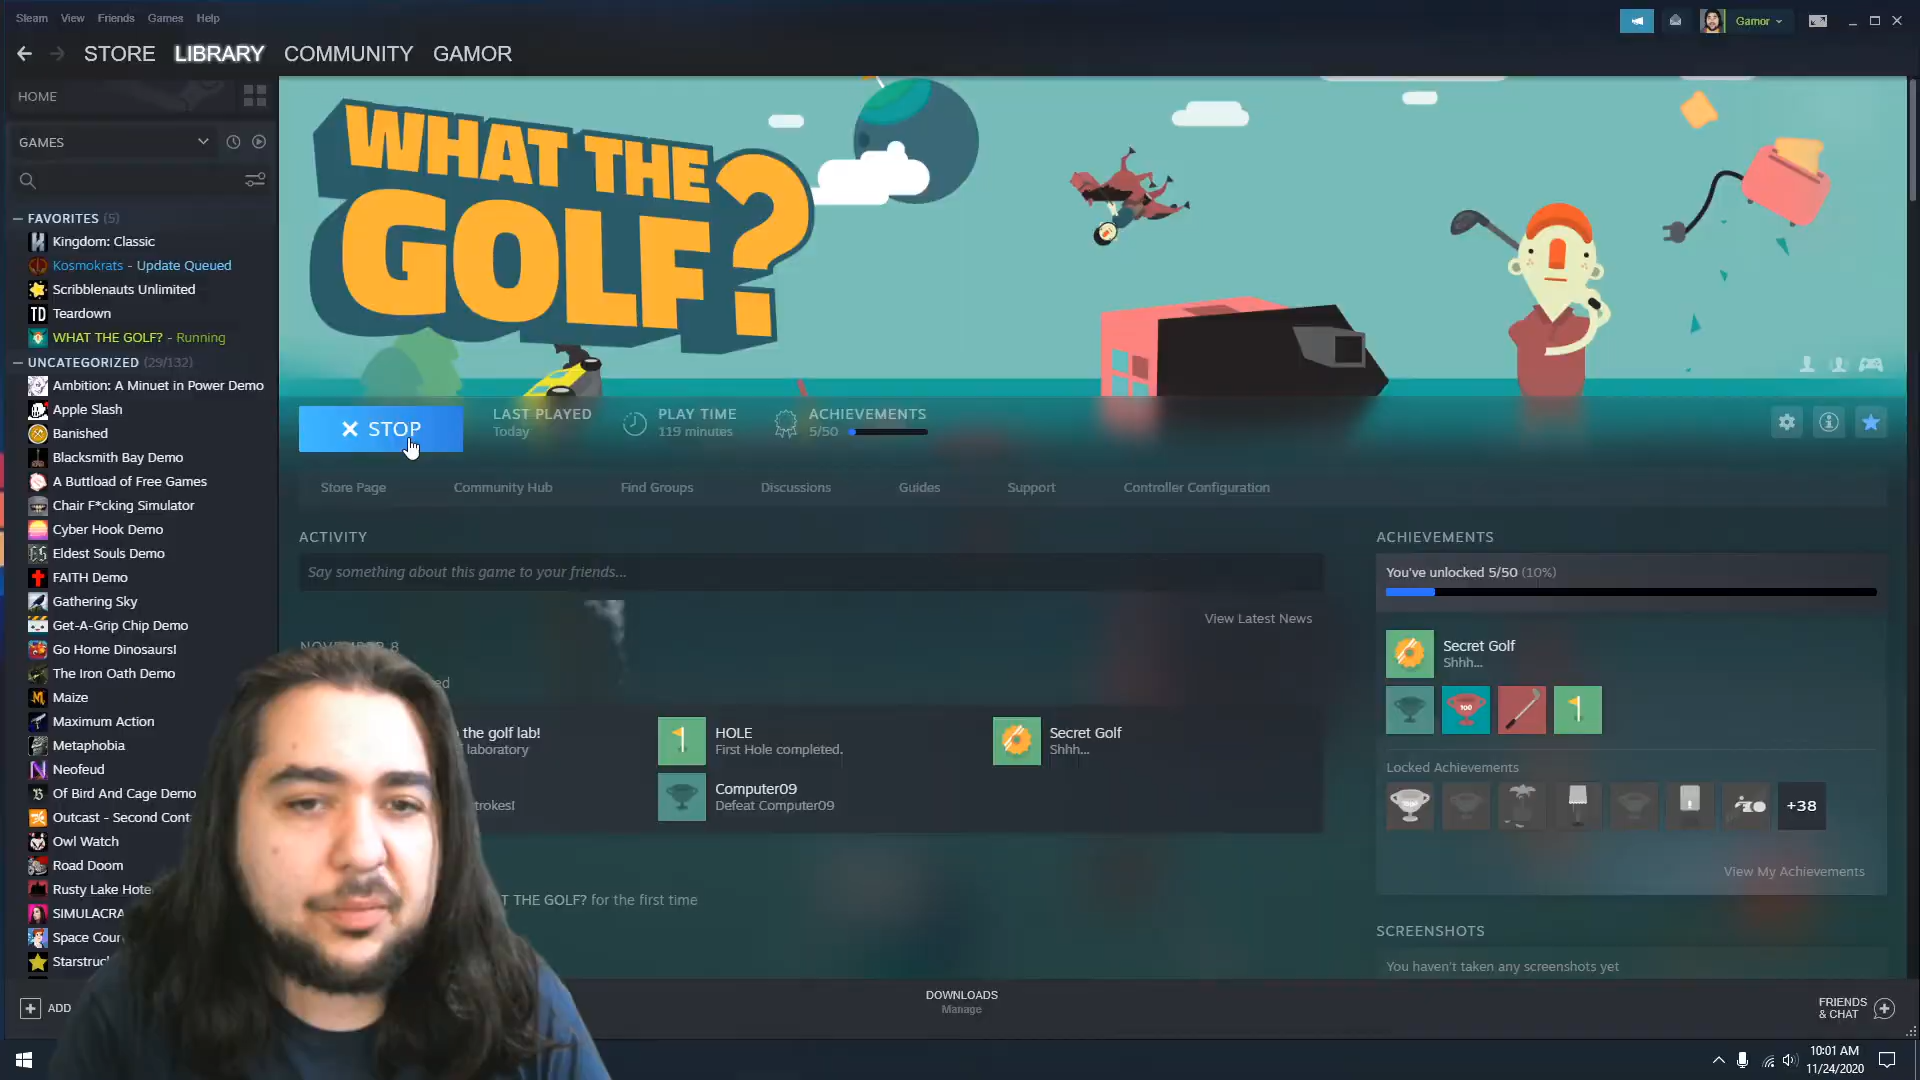 Steam View Friends Games Help
Gamor
STORE LIBRARY COMMUNITY GAMOR
HOME
GAMES
FAVORITES (5)
Kingdom: Classic
Kosmokrats - Update Queued
Scribblenauts Unlimited
TD Teardown
WHAT THE GOLF? - Running
UNCATEGORIZED (29/132)
Ambition: A Minuet in Power Demo
Apple Slash
Banished
Blacksmith Bay Demo
A Buttload of Free Games
Chair F*cking Simulator
Cyber Hook Demo
Eldest Souls Demo
FAITH Demo
Gathering Sky
Get-A-Grip Chip Demo
Go Home Dinosaurs!
The Iron Oath Demo
Maize
Maximum Action
Metaphobia
Neofeud
Of Bird And Cage Demo
Outcast - Second Cont
Owl Watch
Road Doom
Rusty Lake Hote
SIMULACRA
Space Cour
Starstruc
ADD
WHAT THE
GOLF?
STOP
LAST PLAYED
Today
PLAY TIME
119 minutes
ACHIEVEMENTS
5/50
Store Page Community Hub Find Groups Discussions Guides Support Controller Configuration
ACTIVITY
Say something about this game to your friends...
View Latest News
NOVEMBER 8
ed
the golf lab!
laboratory
HOLE
First Hole completed.
Secret Golf
Shhh...
trokes!
Computer09
Defeat Computer09
T THE GOLF? for the first time
ACHIEVEMENTS
You've unlocked 5/50 (10%)
Secret Golf
Shhh...
100
Locked Achievements
+38
View My Achievements
SCREENSHOTS
You haven't taken any screenshots yet
DOWNLOADS
Manage
FRIENDS
& CHAT
10:01 AM
11/24/2020